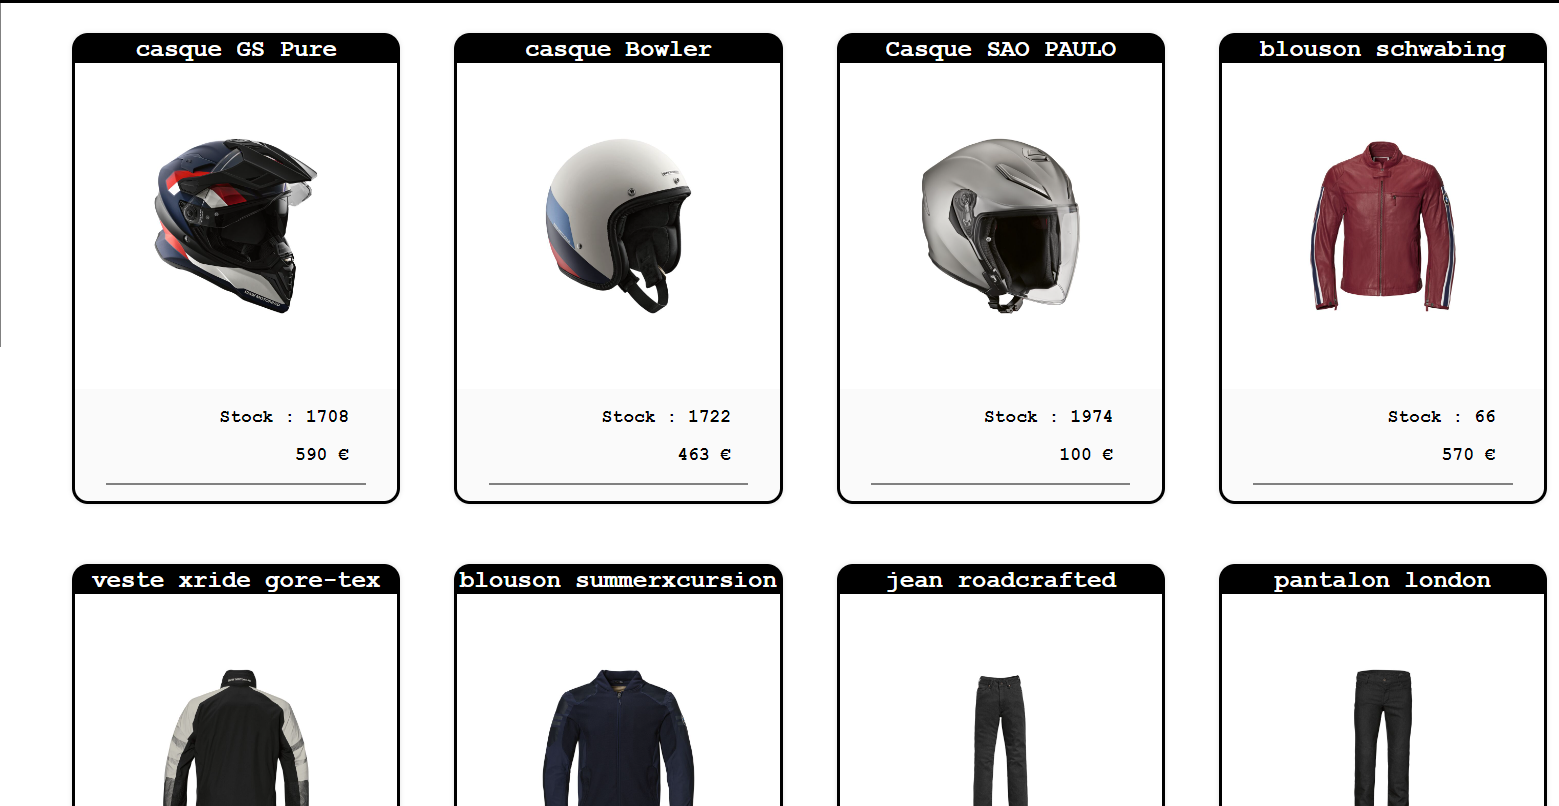 casque GS Pure
casque Bowler
Casque SAO PAULO
blouson schwabing
Stock : 1708
590 €
Stock : 1722
463 €
Stock : 1974
100 €
Stock : 66
570 €
veste xride gore-tex
blouson summerxcursion
jean roadcrafted
pantalon london